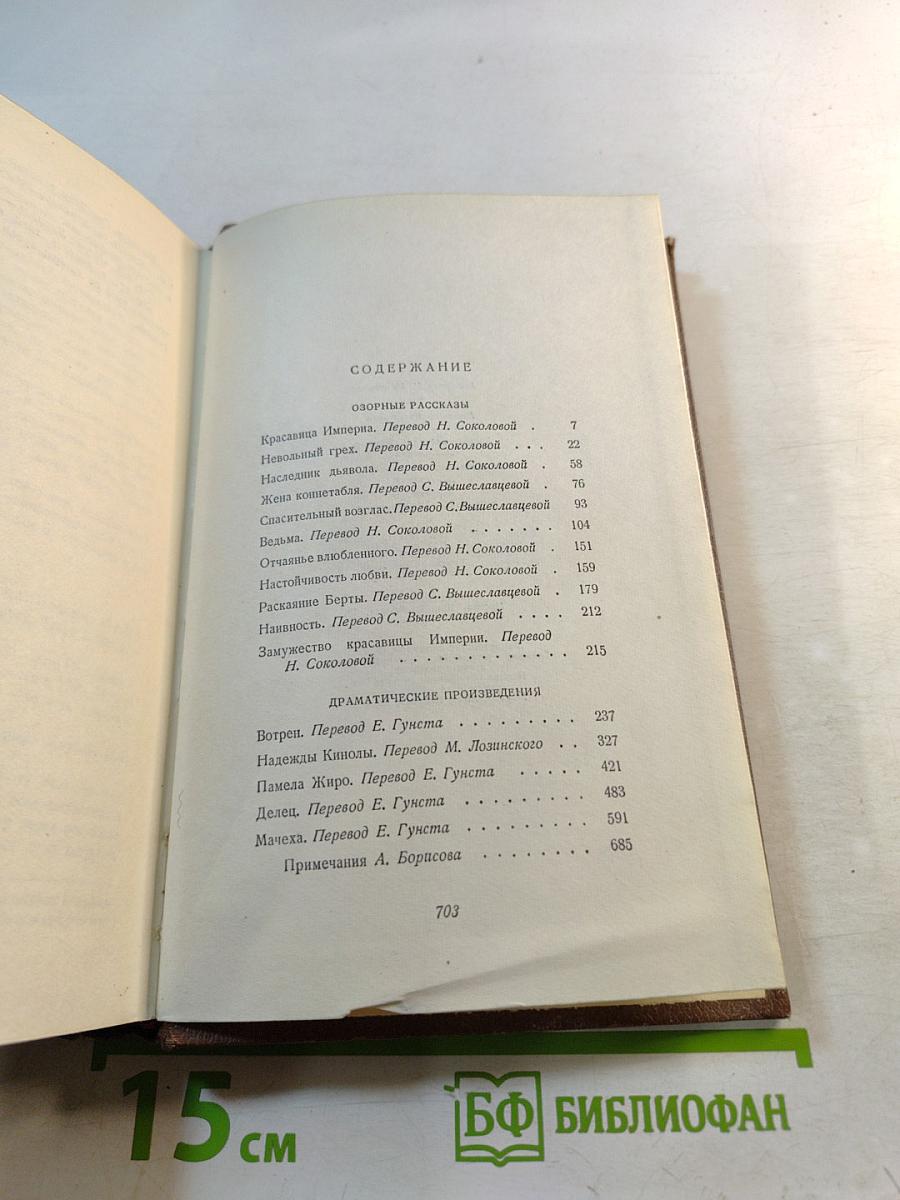 СОДЕРЖАНИЕ
ОЗОРНЫЕ РАССКАЗЫ
Красавица Империа. Перевод Н. Соколовой . 7
Невольный грех. Перевод Н. Соколовой . . . 22
Наследник дьявола. Перевод Н. Соколовой . 58
Жена коннетабля. Перевод С. Вышеславцевой . 76
Спасительный возглас. Перевод С. Вышеславцевой 93
Ведьма. Перевод Н. Соколовой . . . . . . . 104
Отчаянье влюбленного. Перевод Н. Соколовой . 151
Настойчивость любви. Перевод Н. Соколовой . 159
Раскаяние Берты. Перевод С. Вышеславцевой . 179
Наивность. Перевод С. Вышеславцевой . . . . 212
Замужество красавицы Империи. Перевод
Н. Соколовой . . . . . . . . . . . . . 215
ДРАМАТИЧЕСКИЕ ПРОИЗВЕДЕНИЯ
Вотрен. Перевод Е. Гунста . . . . . . . . . 237
Надежды Кинолы. Перевод М. Лозинского . . 327
Памела Жиро. Перевод Е. Гунста . . . . . 421
Делец. Перевод Е. Гунста . . . . . . . . . 483
Мачеха. Перевод Е. Гунста . . . . . . . . . 591
Примечания А. Борисова . . . . . . . . 685
703
15 см
БФ БИБЛИОФАН